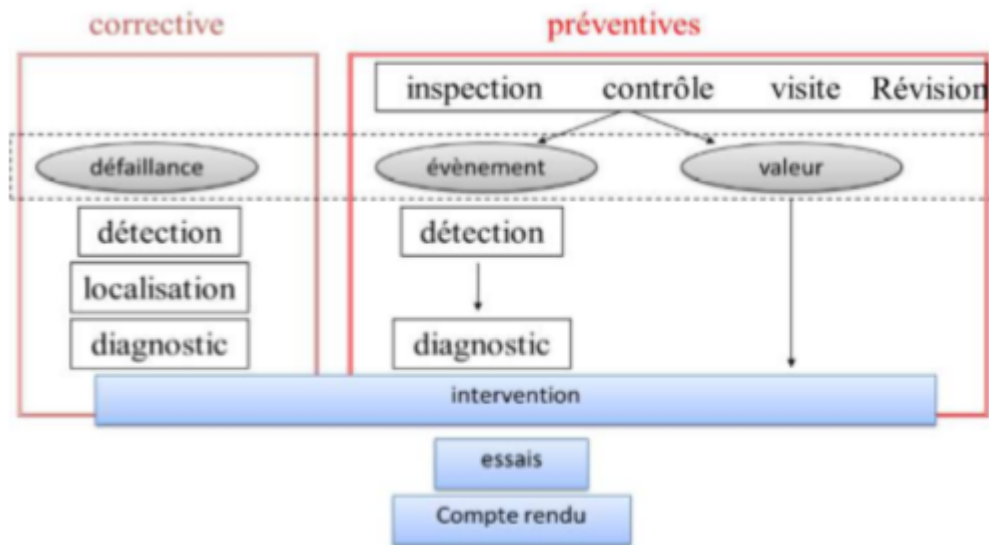 corrective préventives
inspection contrôle visite Révision
défaillance évènement valeur
détection détection
localisation
diagnostic diagnostic
intervention
essais
Compte rendu